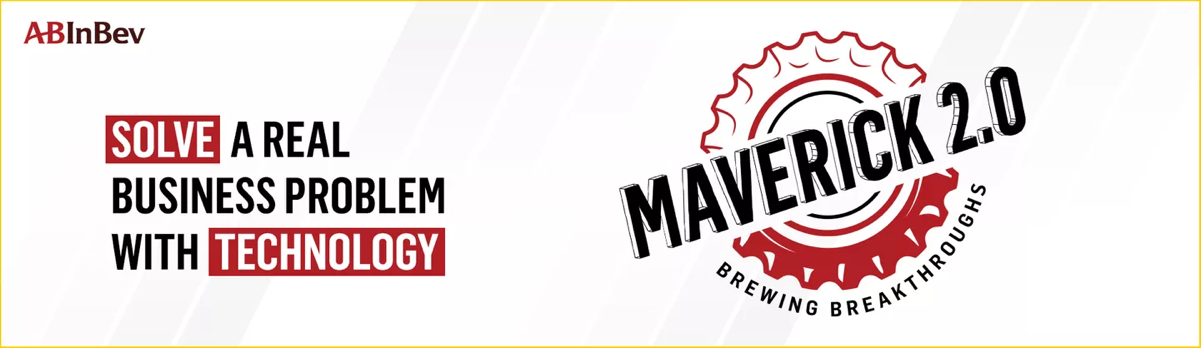 ABInBev
SOLVE A REAL
BUSINESS PROBLEM
WITH TECHNOLOGY
MAVERICK 2.0
BREWING BREAKTHROUGHS